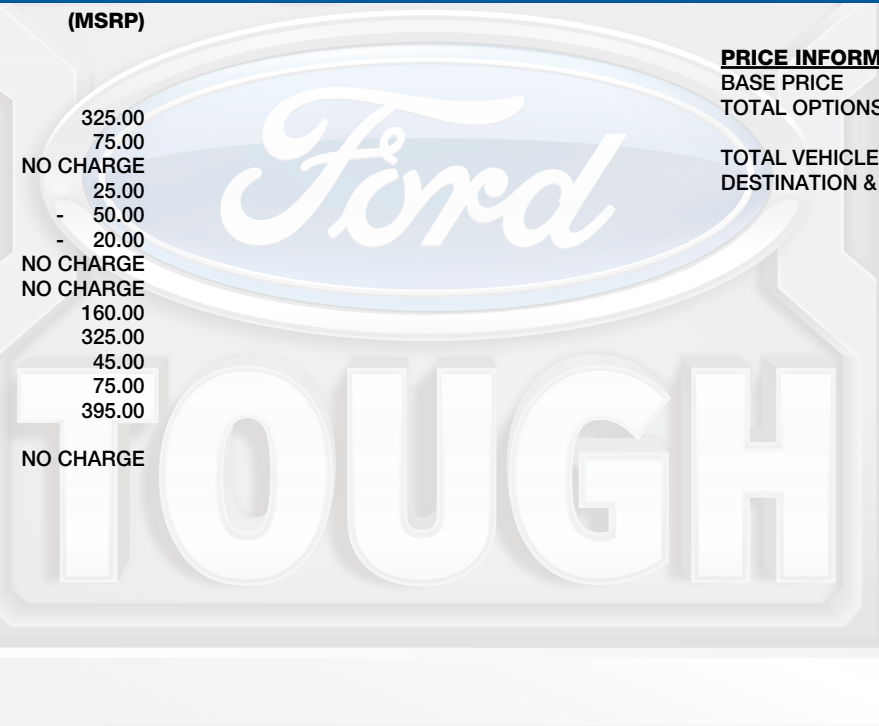 (MSRP)
325.00
75.00
NO CHARGE
25.00
- 50.00
- 20.00
NO CHARGE
NO CHARGE
160.00
325.00
45.00
75.00
395.00
NO CHARGE
PRICE INFORM
BASE PRICE
TOTAL OPTIONS
TOTAL VEHICLE
DESTINATION &
Ford
TOUGH